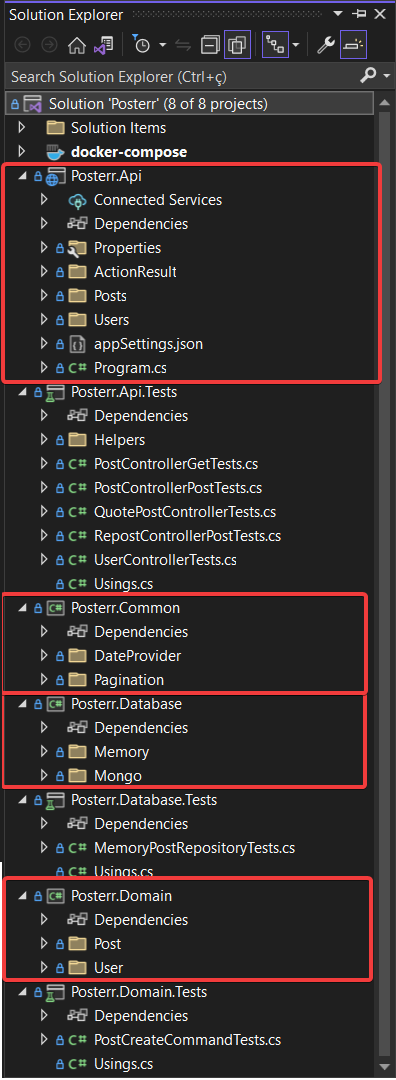 Solution Explorer
Search Solution Explorer (Ctrl+ç)
Solution 'Posterr' (8 of 8 projects)
Solution Items
docker-compose
Posterr.Api
Connected Services
Dependencies
Properties
ActionResult
Posts
Users
appSettings.json
C# Program.cs
Posterr.Api.Tests
Dependencies
Helpers
C# PostControllerGetTests.cs
C# PostControllerPostTests.cs
C# QuotePostControllerTests.cs
C# RepostControllerPostTests.cs
C# UserControllerTests.cs
C# Usings.cs
C# Posterr.Common
Dependencies
DateProvider
Pagination
C# Posterr.Database
Dependencies
Memory
Mongo
Posterr.Database.Tests
Dependencies
C# MemoryPostRepositoryTests.cs
C# Usings.cs
C# Posterr.Domain
Dependencies
Post
User
Posterr.Domain.Tests
Dependencies
C# PostCreateCommandTests.cs
C# Usings.cs